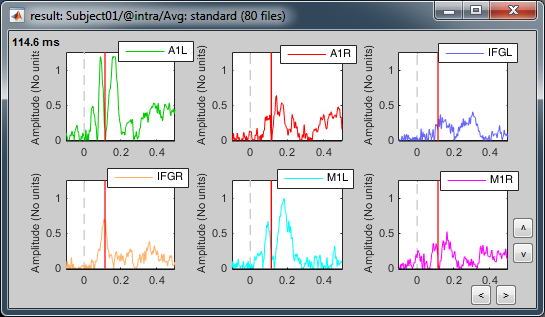 result: Subject01/@intra/Avg: standard (80 files)
114.6 ms
A1L
A1R
IFGL
Amplitude (No units)
1
0.5
0
0 0.2 0.4
Amplitude (No units)
1
0.5
0
0 0.2 0.4
Amplitude (No units)
1
0.5
0
0 0.2 0.4
IFGR
M1L
M1R
Amplitude (No units)
1
0.5
0
0 0.2 0.4
Amplitude (No units)
1
0.5
0
0 0.2 0.4
Amplitude (No units)
1
0.5
0
0 0.2 0.4
˄
˅
< >